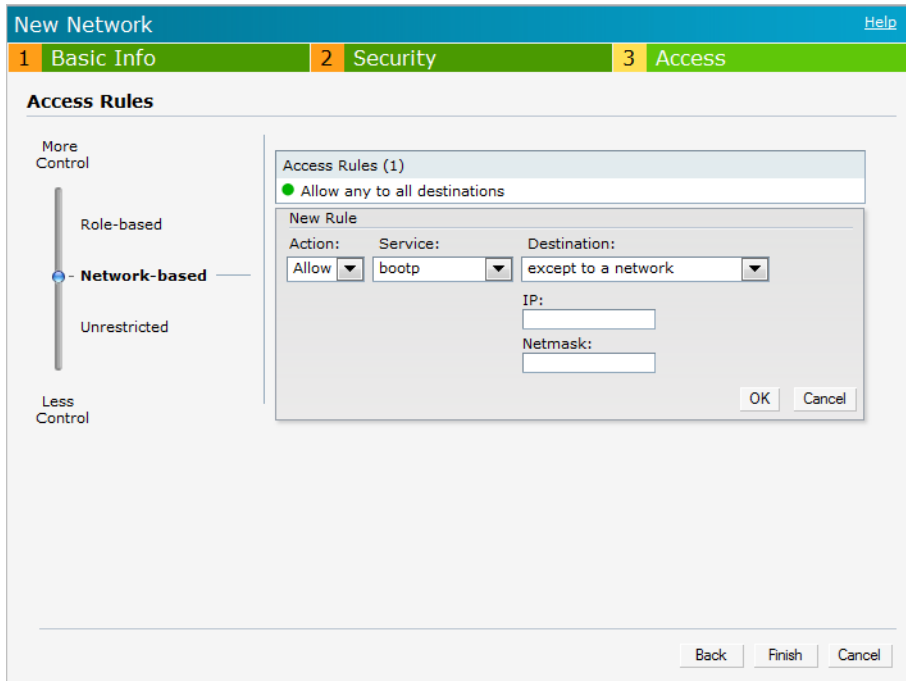 New Network Help
1 Basic Info 2 Security 3 Access
Access Rules
More
Control
Role-based
Network-based
Unrestricted
Less
Control
Access Rules (1)
Allow any to all destinations
New Rule
Action: Service: Destination:
Allow bootp except to a network
IP:
Netmask:
OK Cancel
Back Finish Cancel